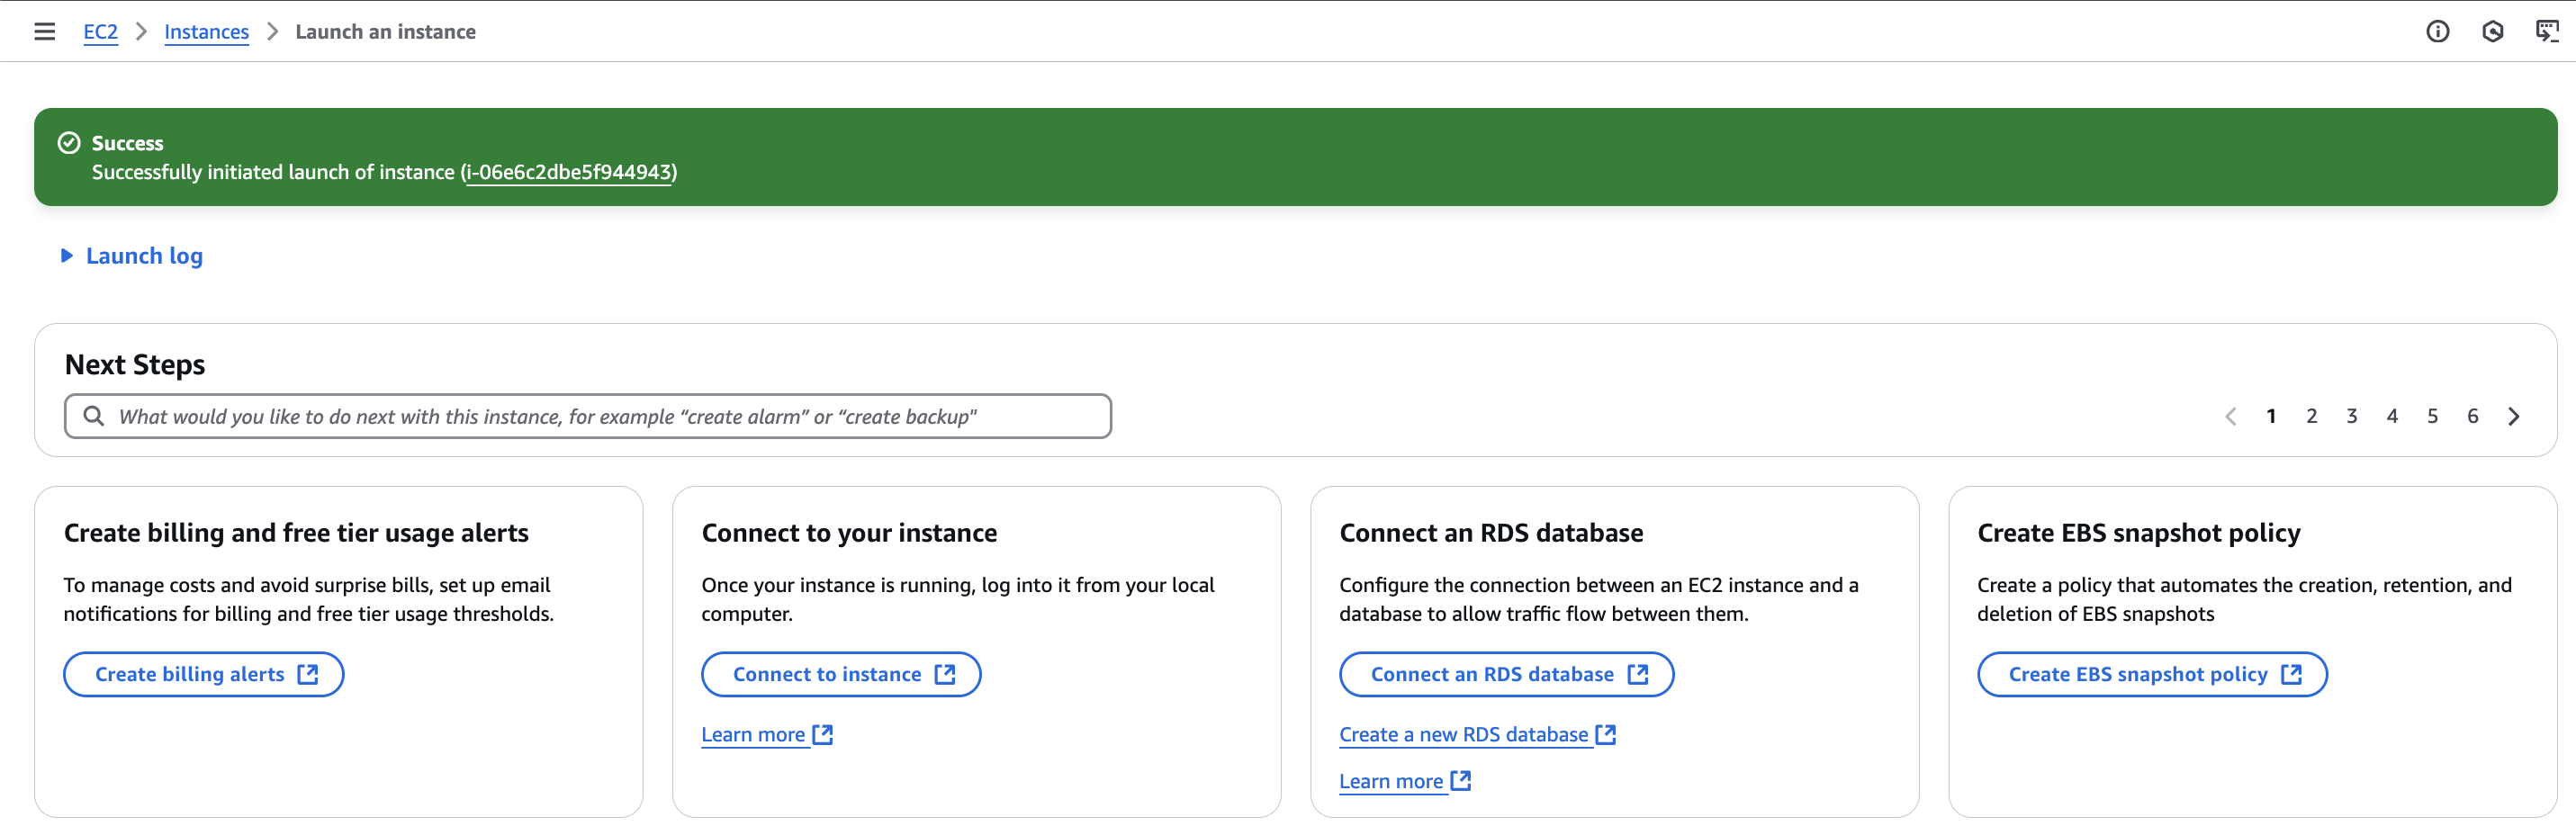 EC2 Instances Launch an instance
Success
Successfully initiated launch of instance (i-06e6c2dbe5f944943)
Launch log
Next Steps
What would you like to do next with this instance, for example “create alarm” or “create backup"
1 2 3 4 5 6
Create billing and free tier usage alerts
To manage costs and avoid surprise bills, set up email
notifications for billing and free tier usage thresholds.
Create billing alerts
Connect to your instance
Once your instance is running, log into it from your local
computer.
Connect to instance
Learn more
Connect an RDS database
Configure the connection between an EC2 instance and a
database to allow traffic flow between them.
Connect an RDS database
Create a new RDS database
Learn more
Create EBS snapshot policy
Create a policy that automates the creation, retention, and
deletion of EBS snapshots
Create EBS snapshot policy